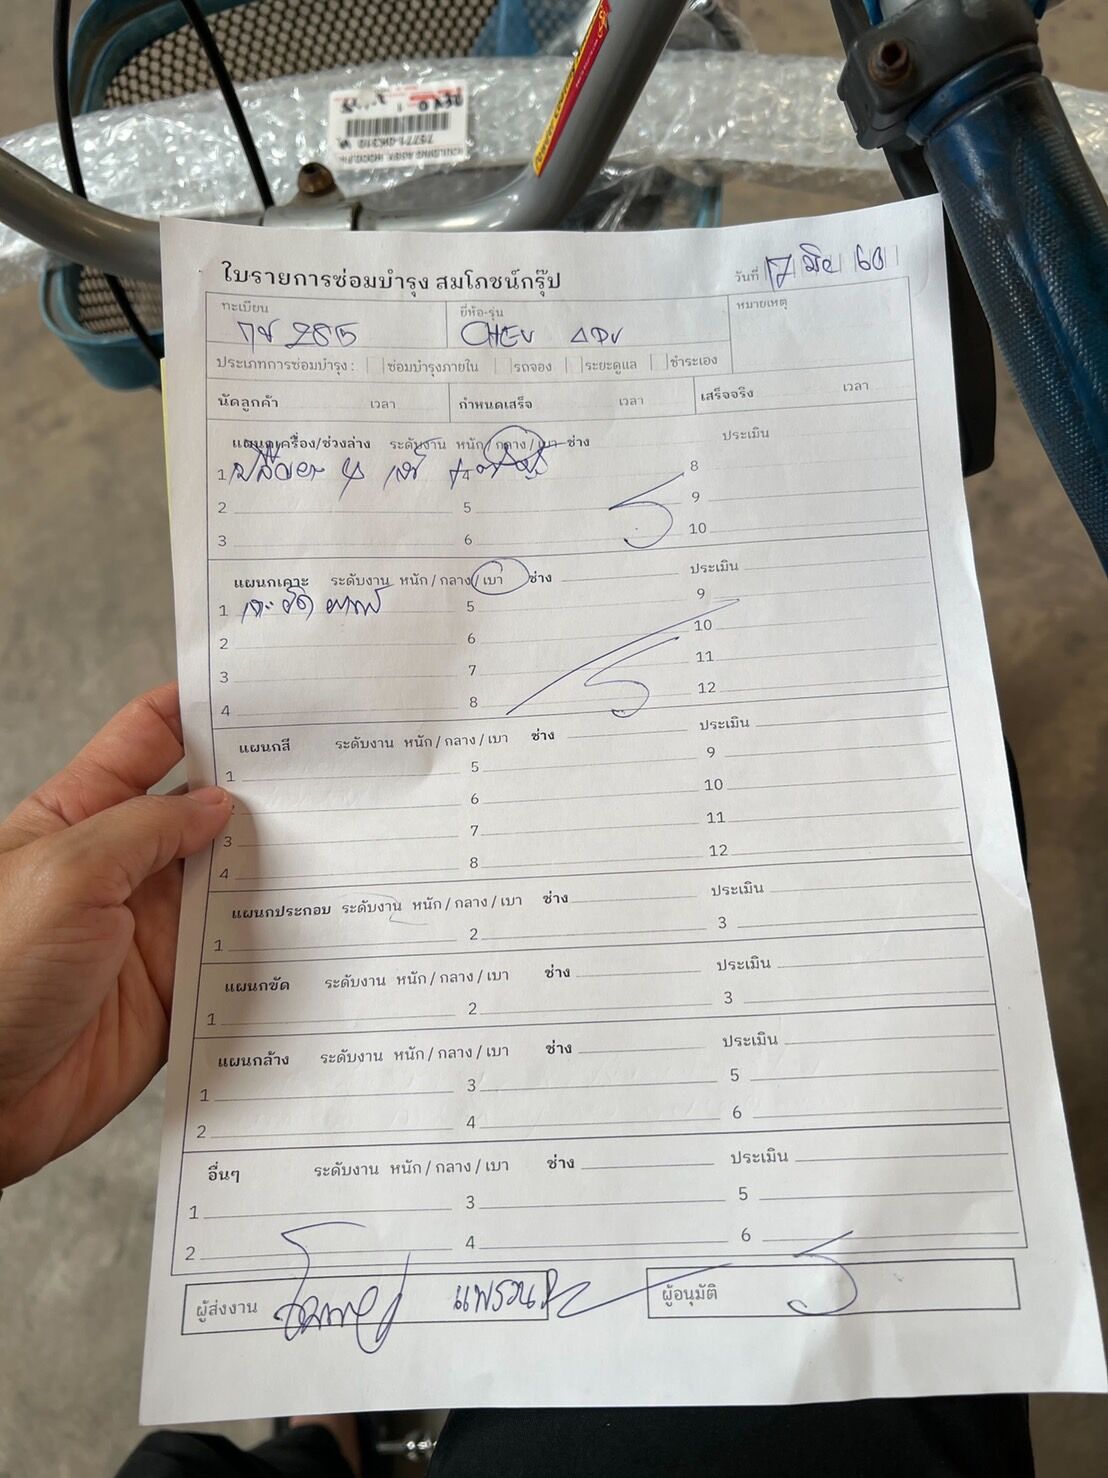 75771-0K310
ใบรายการซ่อมบำรุง สมโภชน์กรุ๊ป
วันที่ 17 มิย 60
ทะเบียน
ยี่ห้อ-รุ่น
หมายเหตุ
CHEV
ประเภทการซ่อมบำรุง : ซ่อมบำรุงภายใน รถจอง ระยะดูแล ชำระเอง
นัดลูกค้า เวลา กำหนดเสร็จ เวลา เสร็จจริง เวลา
แผนกเครื่อง/ช่วงล่าง ระดับงาน หนัก/กลาง/เบา ช่าง ประเมิน
1 4 8
2 5 9
3 6 10
แผนกเคาะ ระดับงาน หนัก/กลาง/เบา ช่าง ประเมิน
1 5 9
2 6 10
3 7 11
4 8 12
แผนกสี ระดับงาน หนัก/กลาง/เบา ช่าง ประเมิน
1 5 9
2 6 10
3 7 11
4 8 12
แผนกประกอบ ระดับงาน หนัก/กลาง/เบา ช่าง ประเมิน
1 2 3
แผนกขัด ระดับงาน หนัก/กลาง/เบา ช่าง ประเมิน
1 2 3
แผนกล้าง ระดับงาน หนัก/กลาง/เบา ช่าง ประเมิน
1 3 5
2 4 6
อื่นๆ ระดับงาน หนัก/กลาง/เบา ช่าง ประเมิน
1 3 5
2 4 6
ผู้ส่งงาน
ผู้อนุมัติ